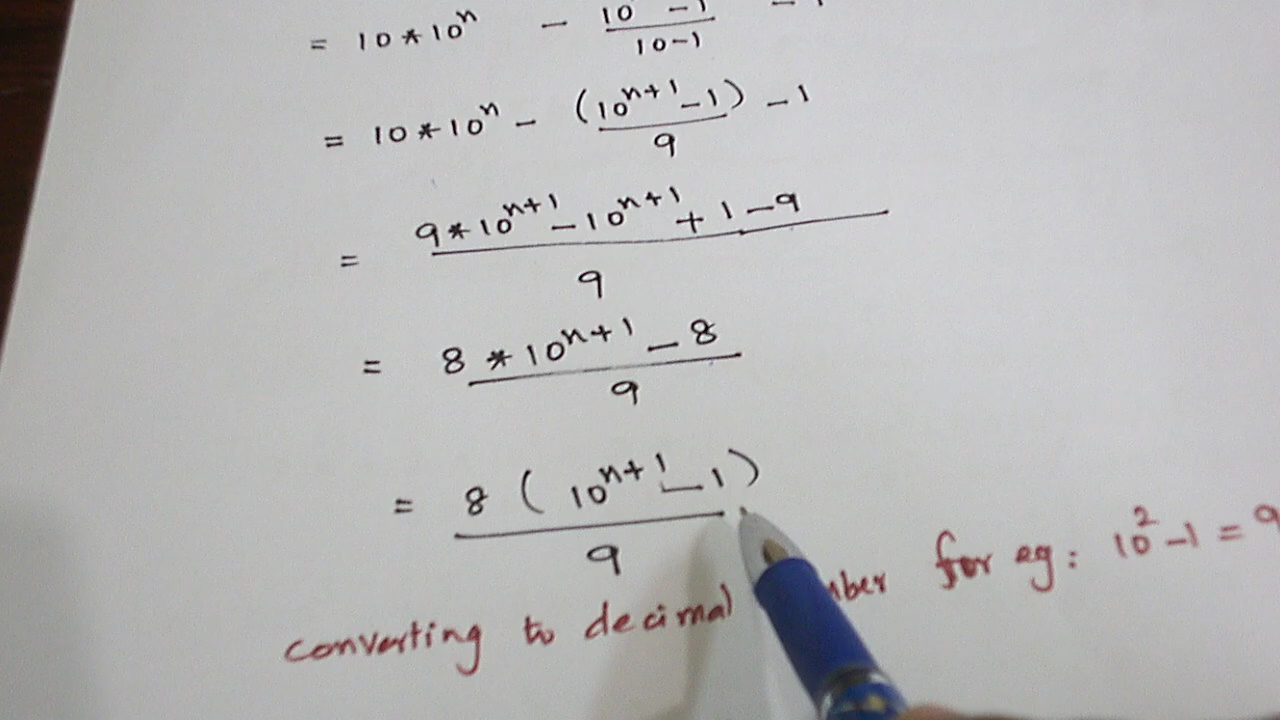 = 10 * 10^n - (10 - 1)/(10-1) -
= 10 * 10^n - (10^{n+1} - 1)/9 - 1
= (9 * 10^{n+1} - 10^{n+1} + 1 - 9)/9
= (8 * 10^{n+1} - 8)/9
= 8 (10^{n+1} - 1)/9
converting to decimal for eg: 10^2 - 1 = 9